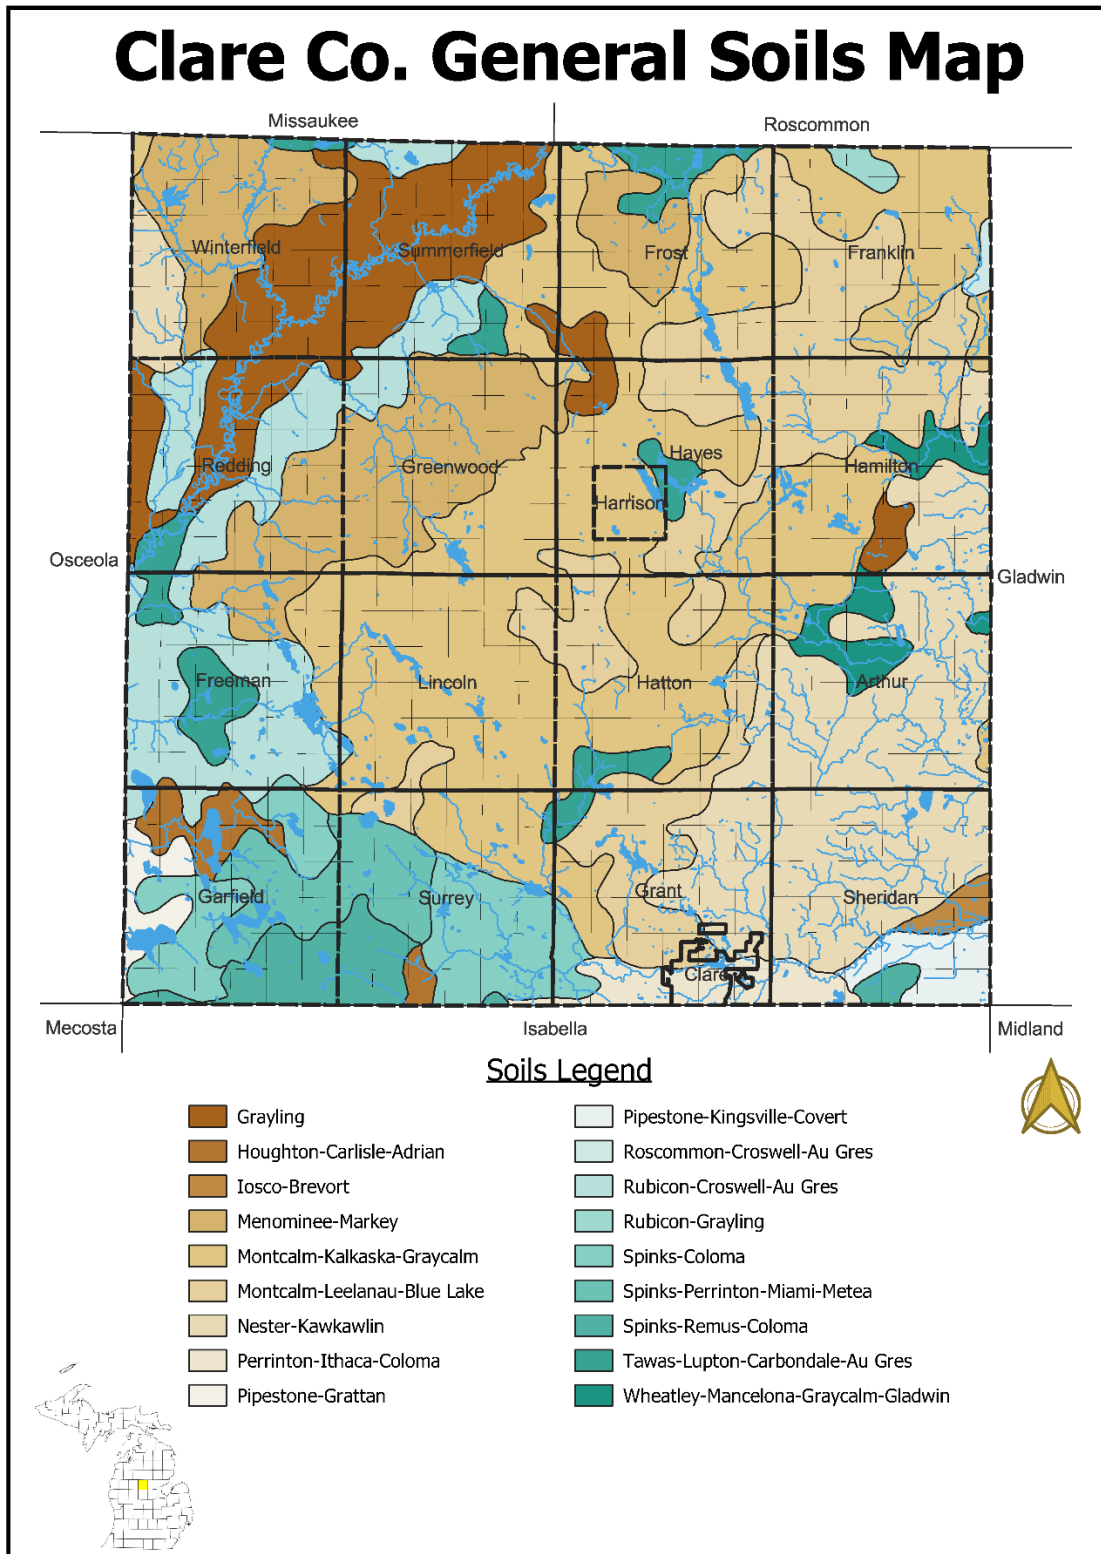 Clare Co. General Soils Map
Missaukee
Roscommon
Winterfield
Summerfield
Frost
Franklin
Redding
Greenwood
Hayes
Hamilton
Harrison
Osceola
Gladwin
Freeman
Lincoln
Hatton
Arthur
Garfield
Surrey
Grant
Sheridan
Clare
Mecosta
Isabella
Midland
Soils Legend
Grayling
Houghton-Carlisle-Adrian
Iosco-Brevort
Menominee-Markey
Montcalm-Kalkaska-Graycalm
Montcalm-Leelanau-Blue Lake
Nester-Kawkawlin
Perrinton-Ithaca-Coloma
Pipestone-Grattan
Pipestone-Kingsville-Covert
Roscommon-Croswell-Au Gres
Rubicon-Croswell-Au Gres
Rubicon-Grayling
Spinks-Coloma
Spinks-Perrinton-Miami-Metea
Spinks-Remus-Coloma
Tawas-Lupton-Carbondale-Au Gres
Wheatley-Mancelona-Graycalm-Gladwin